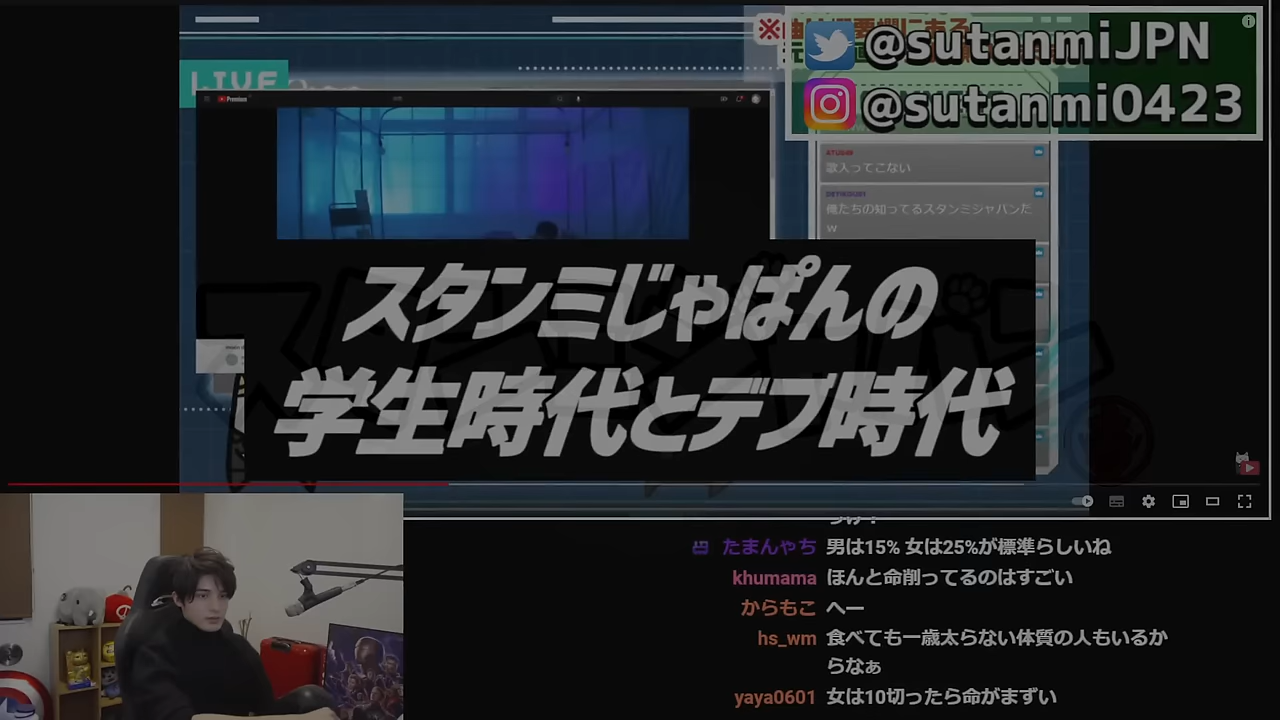 @sutanmiJPN
@sutanmi0423
LIVE
Premium
歌入ってこない
俺たちの知ってるスタンミジャパンだ
w
スタンミじゃぱんの
学生時代とデブ時代
たまんゃち 男は15% 女は25%が標準らしいね
khumama ほんと命削ってるのはすごい
からもこ へー
hs_wm 食べても一歳太らない体質の人もいるか
らなぁ
yaya0601 女は10切ったら命がまずい